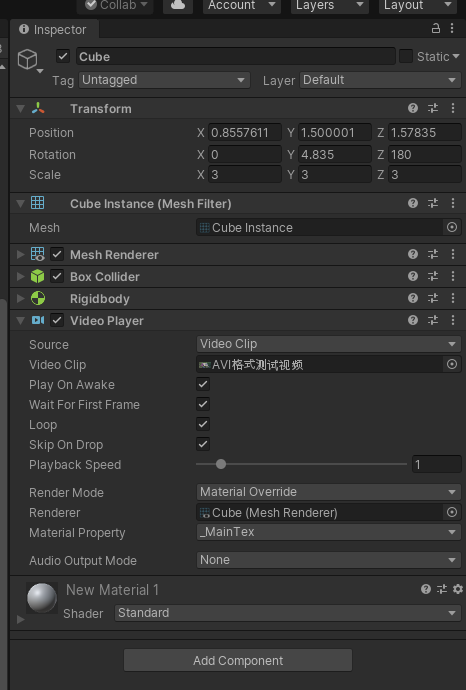 Collab Account Layers Layout
Inspector
Cube Static
Tag Untagged Layer Default
Transform
Position X 0.8557611 Y 1.500001 Z 1.57835
Rotation X 0 Y 4.835 Z 180
Scale X 3 Y 3 Z 3
Cube Instance (Mesh Filter)
Mesh Cube Instance
Mesh Renderer
Box Collider
Rigidbody
Video Player
Source Video Clip
Video Clip AVI格式测试视频
Play On Awake
Wait For First Frame
Loop
Skip On Drop
Playback Speed 1
Render Mode Material Override
Renderer Cube (Mesh Renderer)
Material Property _MainTex
Audio Output Mode None
New Material 1
Shader Standard
Add Component